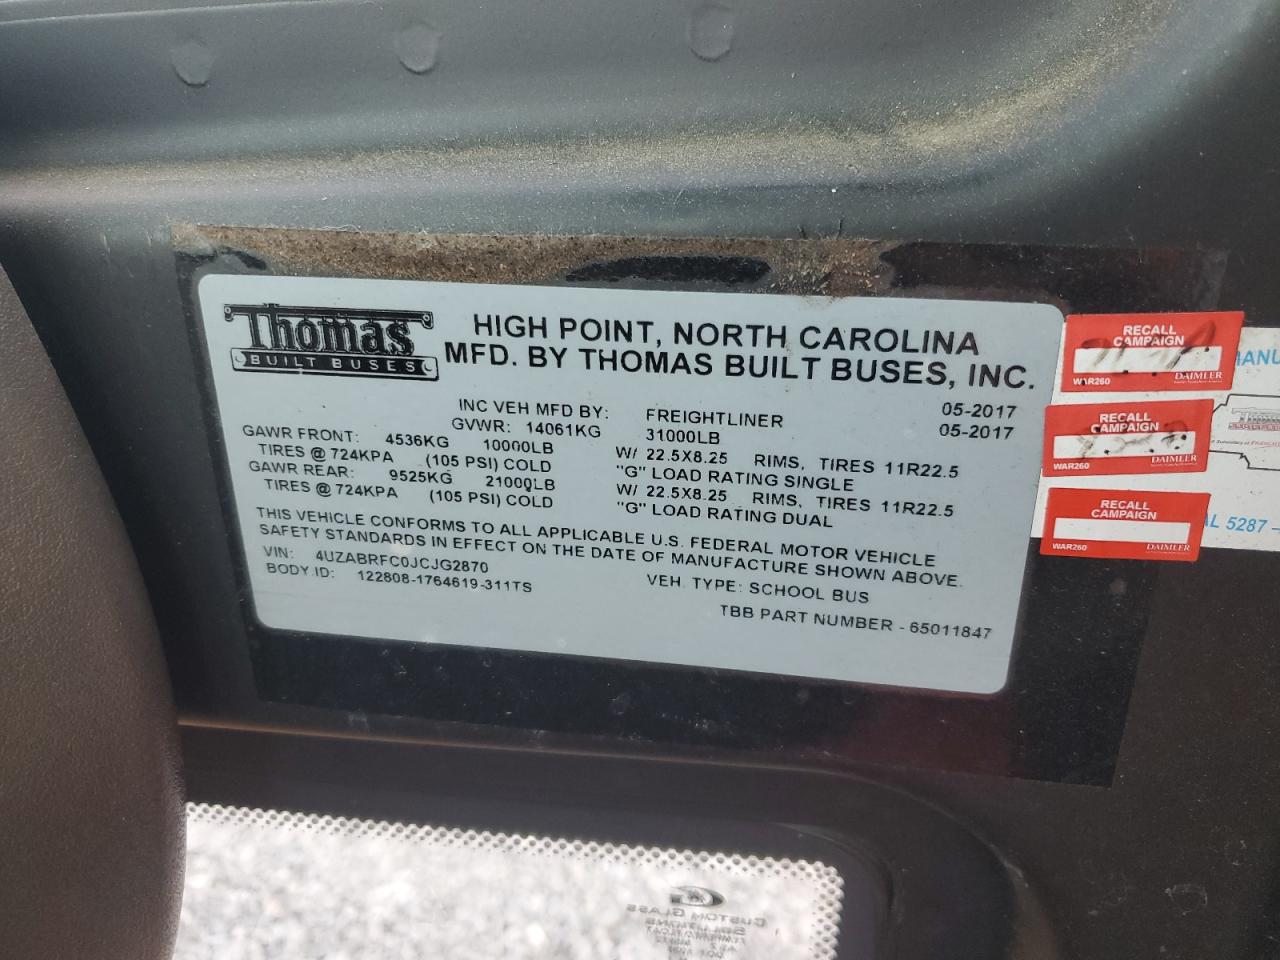 Thomas
BUILT BUSES
HIGH POINT, NORTH CAROLINA
MFD. BY THOMAS BUILT BUSES, INC.
INC VEH MFD BY: FREIGHTLINER 05-2017
GVWR: 14061KG 31000LB 05-2017
GAWR FRONT: 4536KG 10000LB W/ 22.5X8.25 RIMS, TIRES 11R22.5
TIRES @ 724KPA (105 PSI) COLD "G" LOAD RATING SINGLE
GAWR REAR: 9525KG 21000LB W/ 22.5X8.25 RIMS, TIRES 11R22.5
TIRES @ 724KPA (105 PSI) COLD "G" LOAD RATING DUAL
THIS VEHICLE CONFORMS TO ALL APPLICABLE U.S. FEDERAL MOTOR VEHICLE
SAFETY STANDARDS IN EFFECT ON THE DATE OF MANUFACTURE SHOWN ABOVE.
VIN: 4UZABRFC0JCJG2870
BODY ID: 122808-1764619-311TS
VEH TYPE: SCHOOL BUS
TBB PART NUMBER - 65011847
RECALL
CAMPAIGN
WAR260 DAIMLER
RECALL
CAMPAIGN
WAR260
RECALL
CAMPAIGN
WAR260 DAIMLER
MANU
AL 5287 -
CUSTOM GLASS
SOLUTIONS